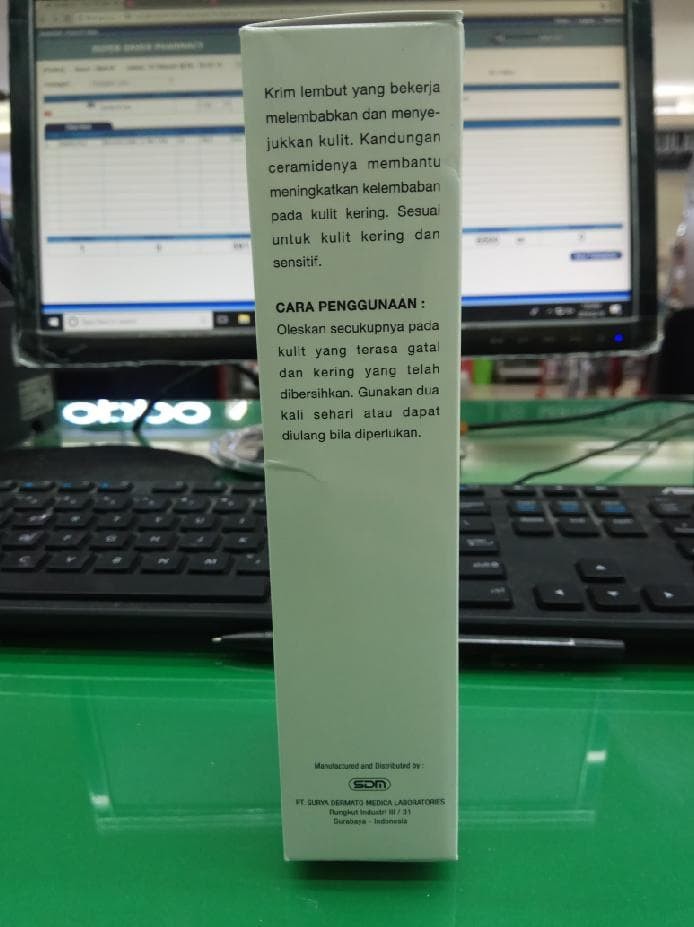 Krim lembut yang bekerja
melembabkan dan menye-
jukkan kulit. Kandungan
ceramidenya membantu
meningkatkan kelembaban
pada kulit kering. Sesuai
untuk kulit kering dan
sensitif.
CARA PENGGUNAAN :
Oleskan secukupnya pada
kulit yang terasa gatal
dan kering yang telah
dibersihkan. Gunakan dua
kali sehari atau dapat
diulang bila diperlukan.
Manufactured and Distributed by :
SDM
PT. SURYA DERMATO MEDICA LABORATORIES
Rungkut Industri III / 31
Surabaya - Indonesia
oppo